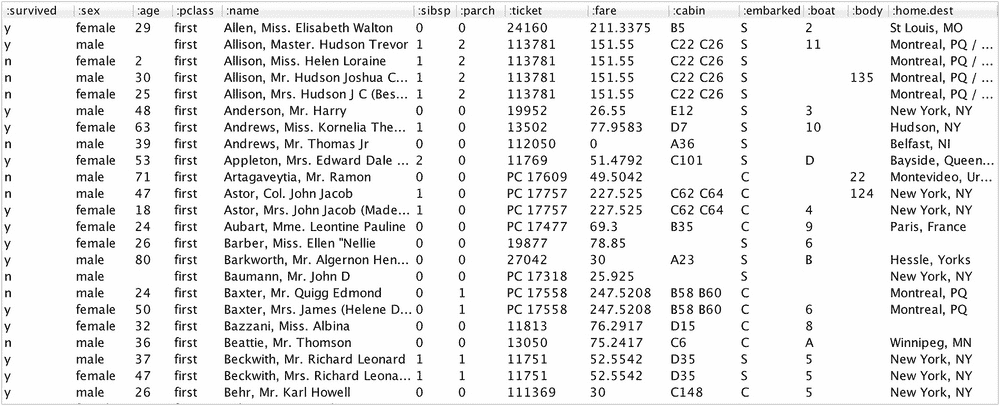 :survived :sex :age :pclass :name :sibsp :parch :ticket :fare :cabin :embarked :boat :body :home.dest
y female 29 first Allen, Miss. Elisabeth Walton 0 0 24160 211.3375 B5 S 2 St Louis, MO
y male first Allison, Master. Hudson Trevor 1 2 113781 151.55 C22 C26 S 11 Montreal, PQ / ...
n female 2 first Allison, Miss. Helen Loraine 1 2 113781 151.55 C22 C26 S Montreal, PQ / ...
n male 30 first Allison, Mr. Hudson Joshua C... 1 2 113781 151.55 C22 C26 S 135 Montreal, PQ / ...
n female 25 first Allison, Mrs. Hudson J C (Bes... 1 2 113781 151.55 C22 C26 S Montreal, PQ / ...
y male 48 first Anderson, Mr. Harry 0 0 19952 26.55 E12 S 3 New York, NY
y female 63 first Andrews, Miss. Kornelia The... 1 0 13502 77.9583 D7 S 10 Hudson, NY
n male 39 first Andrews, Mr. Thomas Jr 0 0 112050 0 A36 S Belfast, NI
y female 53 first Appleton, Mrs. Edward Dale ... 2 0 11769 51.4792 C101 S D Bayside, Queen...
n male 71 first Artagaveytia, Mr. Ramon 0 0 PC 17609 49.5042 C 22 Montevideo, Ur...
n male 47 first Astor, Col. John Jacob 1 0 PC 17757 227.525 C62 C64 C 124 New York, NY
y female 18 first Astor, Mrs. John Jacob (Made... 1 0 PC 17757 227.525 C62 C64 C 4 New York, NY
y female 24 first Aubart, Mme. Leontine Pauline 0 0 PC 17477 69.3 B35 C 9 Paris, France
y female 26 first Barber, Miss. Ellen "Nellie 0 0 19877 78.85 S 6
y male 80 first Barkworth, Mr. Algernon Hen... 0 0 27042 30 A23 S B Hessle, Yorks
n male first Baumann, Mr. John D 0 0 PC 17318 25.925 S New York, NY
n male 24 first Baxter, Mr. Quigg Edmond 0 1 PC 17558 247.5208 B58 B60 C Montreal, PQ
y female 50 first Baxter, Mrs. James (Helene D... 0 1 PC 17558 247.5208 B58 B60 C 6 Montreal, PQ
y female 32 first Bazzani, Miss. Albina 0 0 11813 76.2917 D15 C 8
n male 36 first Beattie, Mr. Thomson 0 0 13050 75.2417 C6 C A Winnipeg, MN
y male 37 first Beckwith, Mr. Richard Leonard 1 1 11751 52.5542 D35 S 5 New York, NY
y female 47 first Beckwith, Mrs. Richard Leona... 1 1 11751 52.5542 D35 S 5 New York, NY
y male 26 first Behr, Mr. Karl Howell 0 0 111369 30 C148 C 5 New York, NY